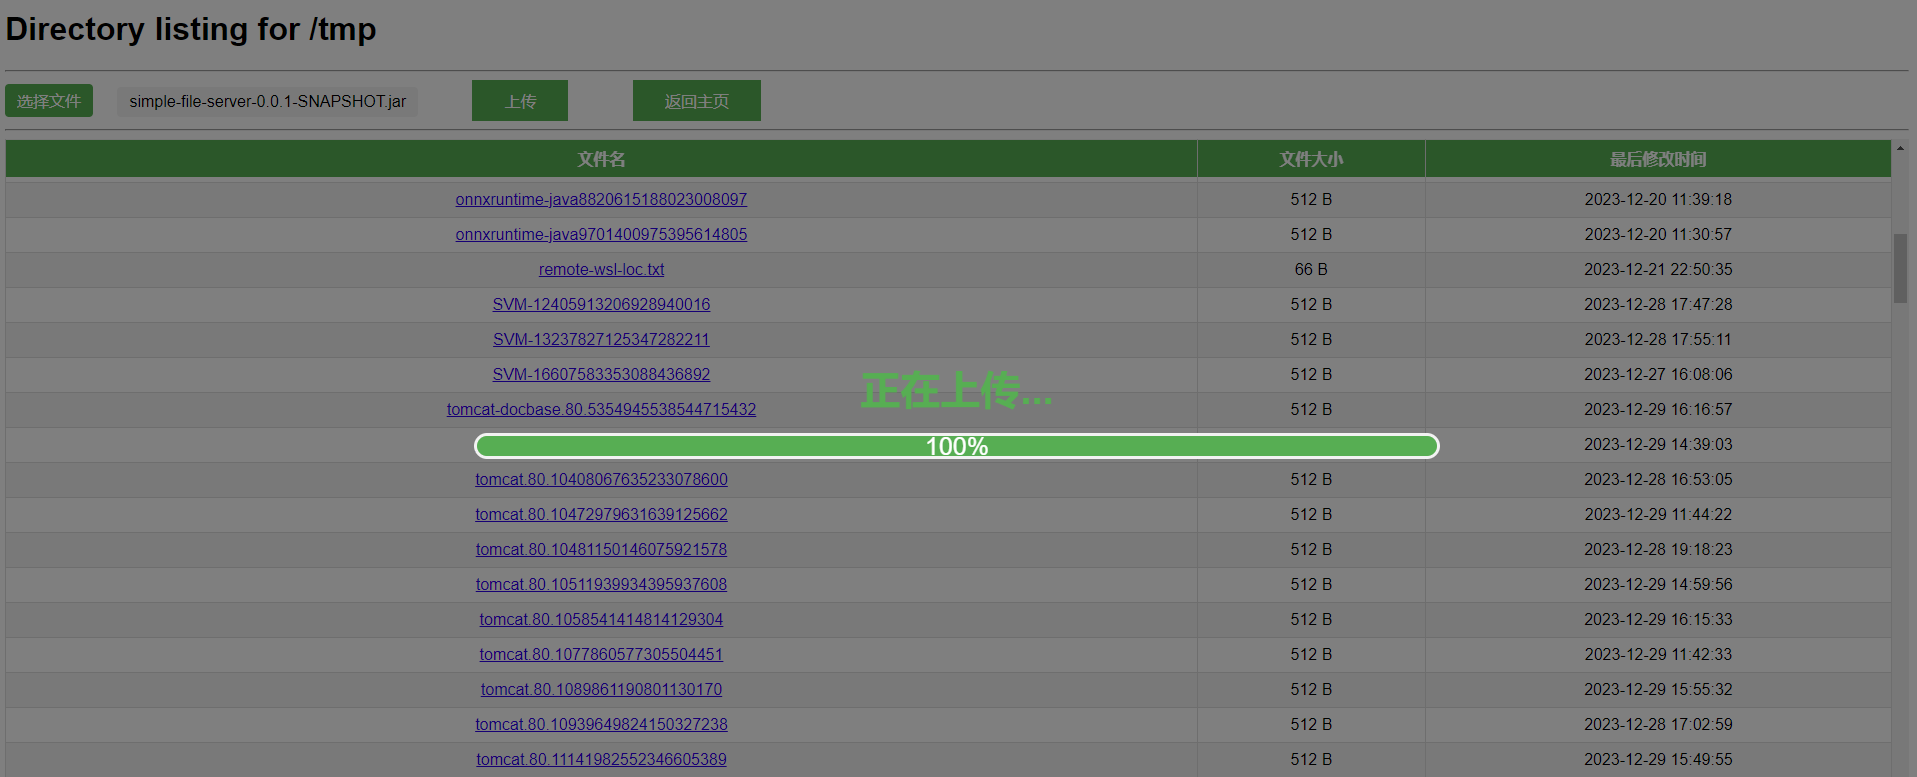 Directory listing for /tmp
选择文件 simple-file-server-0.0.1-SNAPSHOT.jar 上传 返回主页
文件名 文件大小 最后修改时间
onnxruntime-java8820615188023008097 512 B 2023-12-20 11:39:18
onnxruntime-java9701400975395614805 512 B 2023-12-20 11:30:57
remote-wsl-loc.txt 66 B 2023-12-21 22:50:35
SVM-12405913206928940016 512 B 2023-12-28 17:47:28
SVM-13237827125347282211 512 B 2023-12-28 17:55:11
SVM-16607583353088436892 512 B 2023-12-27 16:08:06
正在上传...
tomcat-docbase.80.5354945538544715432 512 B 2023-12-29 16:16:57
100% 2023-12-29 14:39:03
tomcat.80.10408067635233078600 512 B 2023-12-28 16:53:05
tomcat.80.10472979631639125662 512 B 2023-12-29 11:44:22
tomcat.80.10481150146075921578 512 B 2023-12-28 19:18:23
tomcat.80.10511939934395937608 512 B 2023-12-29 14:59:56
tomcat.80.1058541414814129304 512 B 2023-12-29 16:15:33
tomcat.80.1077860577305504451 512 B 2023-12-29 11:42:33
tomcat.80.1089861190801130170 512 B 2023-12-29 15:55:32
tomcat.80.10939649824150327238 512 B 2023-12-28 17:02:59
tomcat.80.11141982552346605389 512 B 2023-12-29 15:49:55